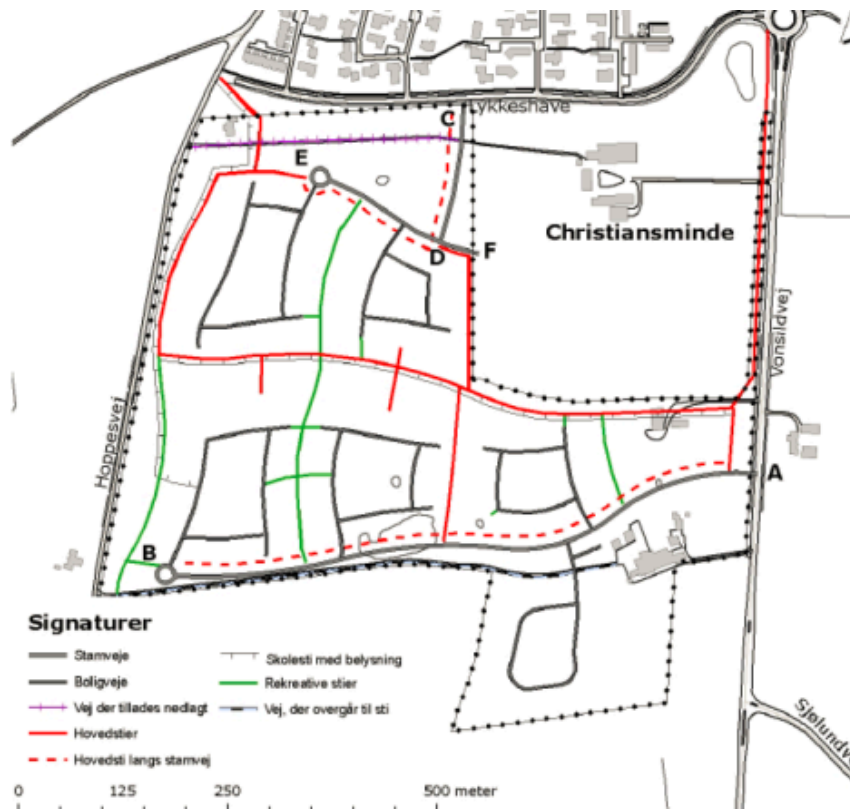 Lykkeshave
C
E
Christiansminde
D
F
Vonsildvej
Hoppesvej
A
B
Signaturer
Stamveje
Boligveje
Vej der tillades nedlagt
Hovedstier
Hovedsti langs stamvej
Skolesti med belysning
Rekreative stier
Vej, der overgår til sti
Sjølundve
0 125 250 500 meter